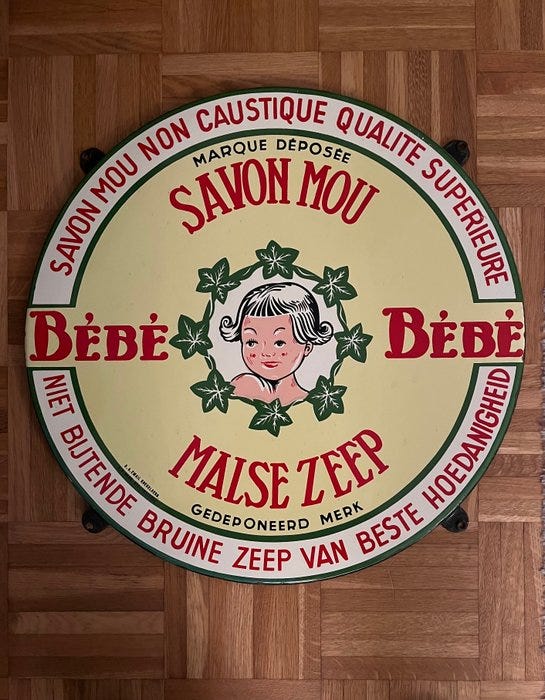 SAVON MOU NON CAUSTIQUE QUALITE SUPERIEURE
MARQUE DÉPOSÉE
SAVON MOU
BÉBÉ
BÉBÉ
MALSE ZEEP
GEDEPONEERD MERK
NIET BIJTENDE BRUINE ZEEP VAN BESTE HOEDANIGHEID